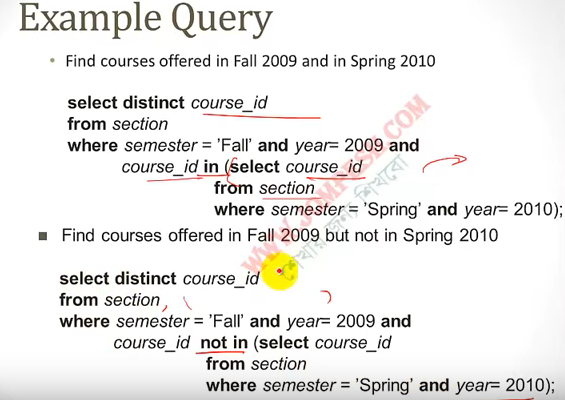 Example Query
• Find courses offered in Fall 2009 and in Spring 2010
select distinct course_id
from section
where semester = ’Fall’ and year= 2009 and
course_id in (select course_id
from section
where semester = ’Spring’ and year= 2010);
■ Find courses offered in Fall 2009 but not in Spring 2010
select distinct course_id
from section
where semester = ’Fall’ and year= 2009 and
course_id not in (select course_id
from section
where semester = ’Spring’ and year= 2010);
শেখার জন্য শিখবো